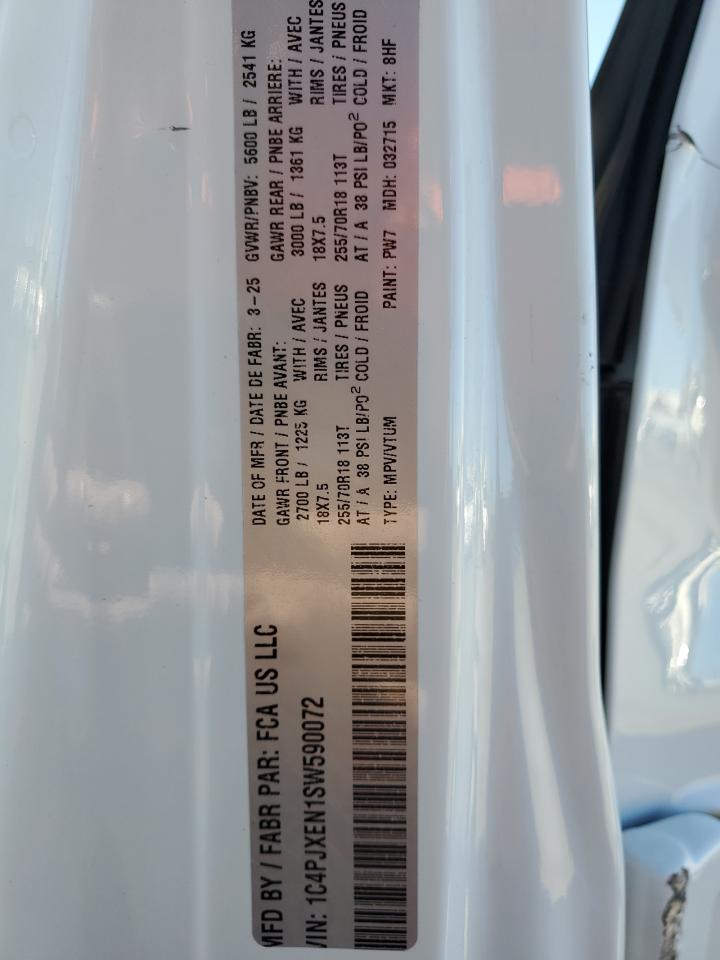 MFD BY / FABR PAR: FCA US LLC
VIN: 1C4PJXEN1SW590072
DATE OF MFR / DATE DE FABR: 3-25 GVWR/PNBV: 5600 LB / 2541 KG
GAWR FRONT / PNBE AVANT: GAWR REAR / PNBE ARRIERE:
2700 LB / 1225 KG WITH / AVEC 3000 LB / 1361 KG WITH / AVEC
18X7.5 RIMS / JANTES 18X7.5 RIMS / JANTES
255/70R18 113T TIRES / PNEUS 255/70R18 113T TIRES / PNEUS
AT / A 38 PSI LB/PO² COLD / FROID AT / A 38 PSI LB/PO² COLD / FROID
TYPE: MPV/VTUM PAINT: PW7 MDH: 032715 MKT: 8HF